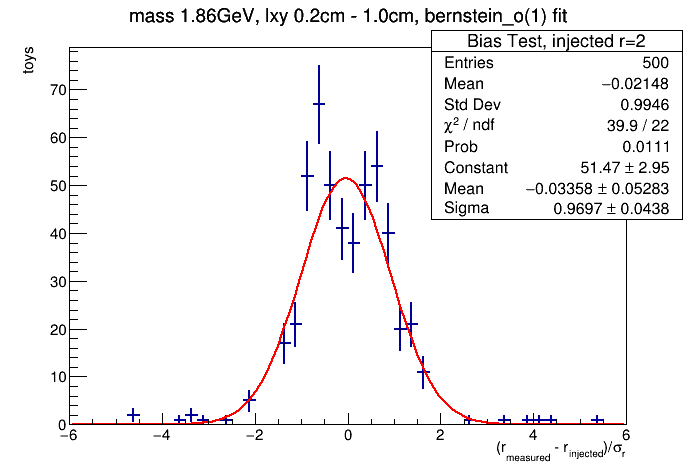 mass 1.86GeV, lxy 0.2cm - 1.0cm, bernstein_o(1) fit
Bias Test, injected r=2
Entries 500
Mean −0.02148
Std Dev 0.9946
χ² / ndf 39.9 / 22
Prob 0.0111
Constant 51.47 ± 2.95
Mean −0.03358 ± 0.05283
Sigma 0.9697 ± 0.0438
toys
70
60
50
40
30
20
10
0
−6 −4 −2 0 2 4 6
(r_measured - r_injected)/σ_r